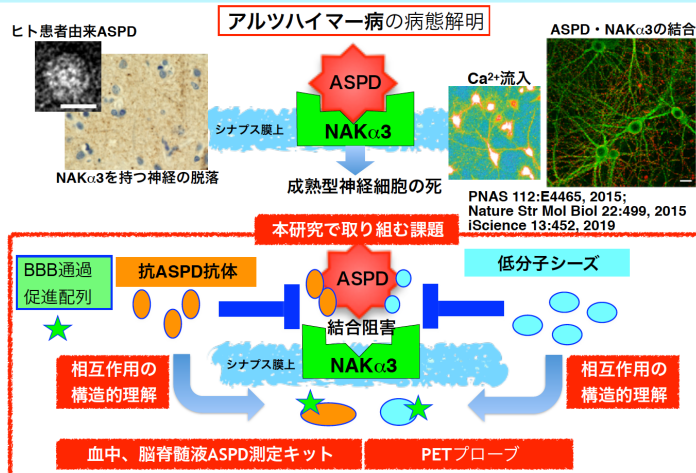 アルツハイマー病の病態解明
ヒト患者由来ASPD
NAKα3を持つ神経の脱落
ASPD
NAKα3
シナプス膜上
成熟型神経細胞の死
Ca²⁺流入
ASPD・NAKα3の結合
PNAS 112:E4465, 2015;
Nature Str Mol Biol 22:499, 2015
iScience 13:452, 2019
本研究で取り組む課題
BBB通過
促進配列
抗ASPD抗体
ASPD
結合阻害
低分子シーズ
シナプス膜上
NAKα3
相互作用の
構造的理解
相互作用の
構造的理解
血中、脳脊髄液ASPD測定キット
PETプローブ